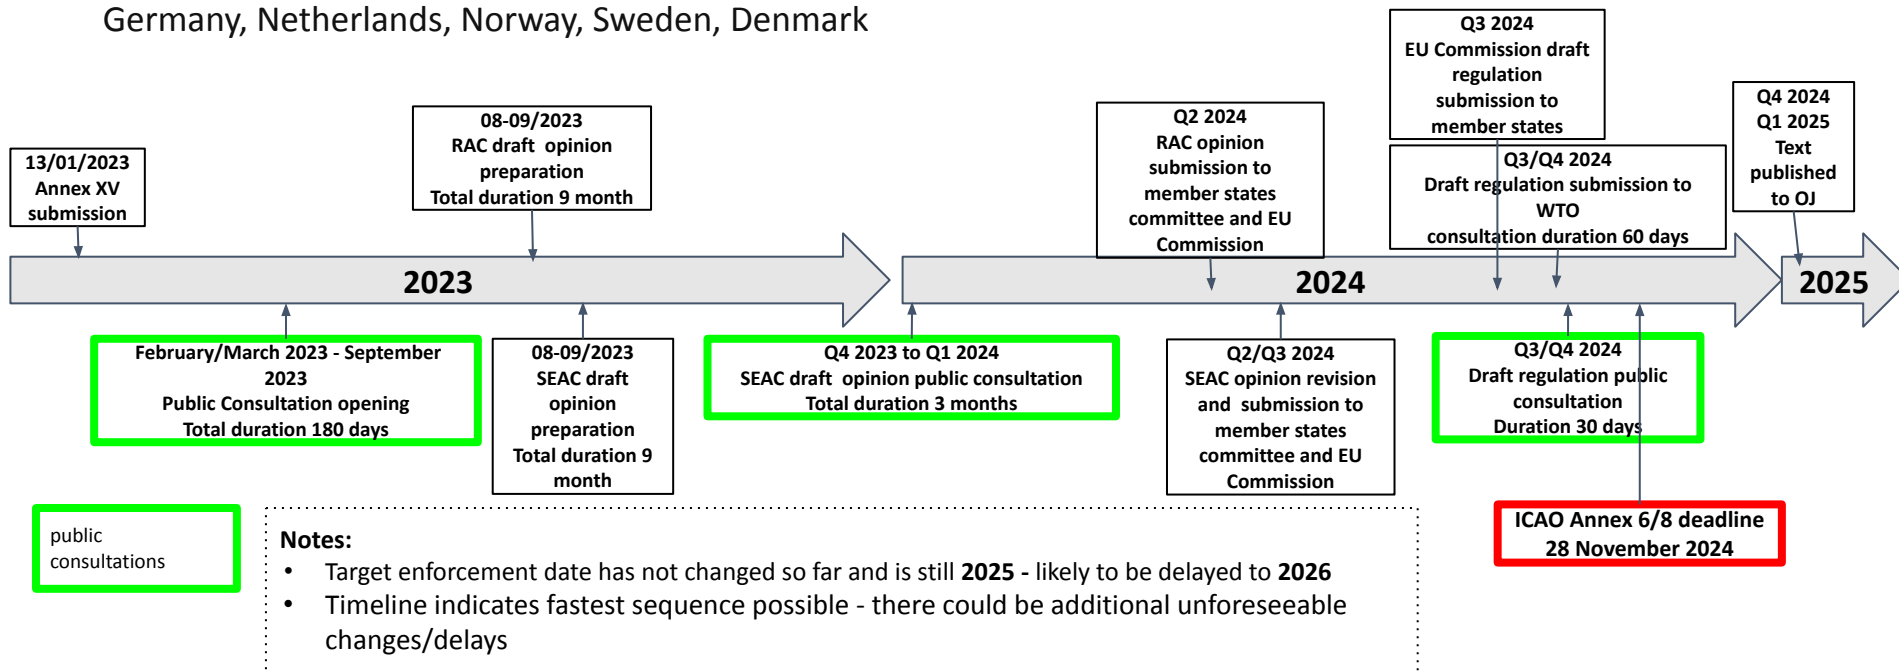 Germany, Netherlands, Norway, Sweden, Denmark
13/01/2023
Annex XV
submission
08-09/2023
RAC draft  opinion
preparation
Total duration 9 month
Q2 2024
RAC opinion
submission to
member states
committee and EU
Commission
Q3 2024
EU Commission draft
regulation
submission to
member states
Q3/Q4 2024
Draft regulation submission to
WTO
consultation duration 60 days
Q4 2024
Q1 2025
Text
published
to OJ
2023
2024
2025
February/March 2023 - September
2023
Public Consultation opening
Total duration 180 days
08-09/2023
SEAC draft
opinion
preparation
Total duration 9
month
Q4 2023 to Q1 2024
SEAC draft  opinion public consultation
Total duration 3 months
Q2/Q3 2024
SEAC opinion revision
and  submission to
member states
committee and EU
Commission
Q3/Q4 2024
Draft regulation public
consultation
Duration 30 days
ICAO Annex 6/8 deadline
28 November 2024
public
consultations
Notes:
• Target enforcement date has not changed so far and is still 2025 - likely to be delayed to 2026
• Timeline indicates fastest sequence possible - there could be additional unforeseeable
changes/delays